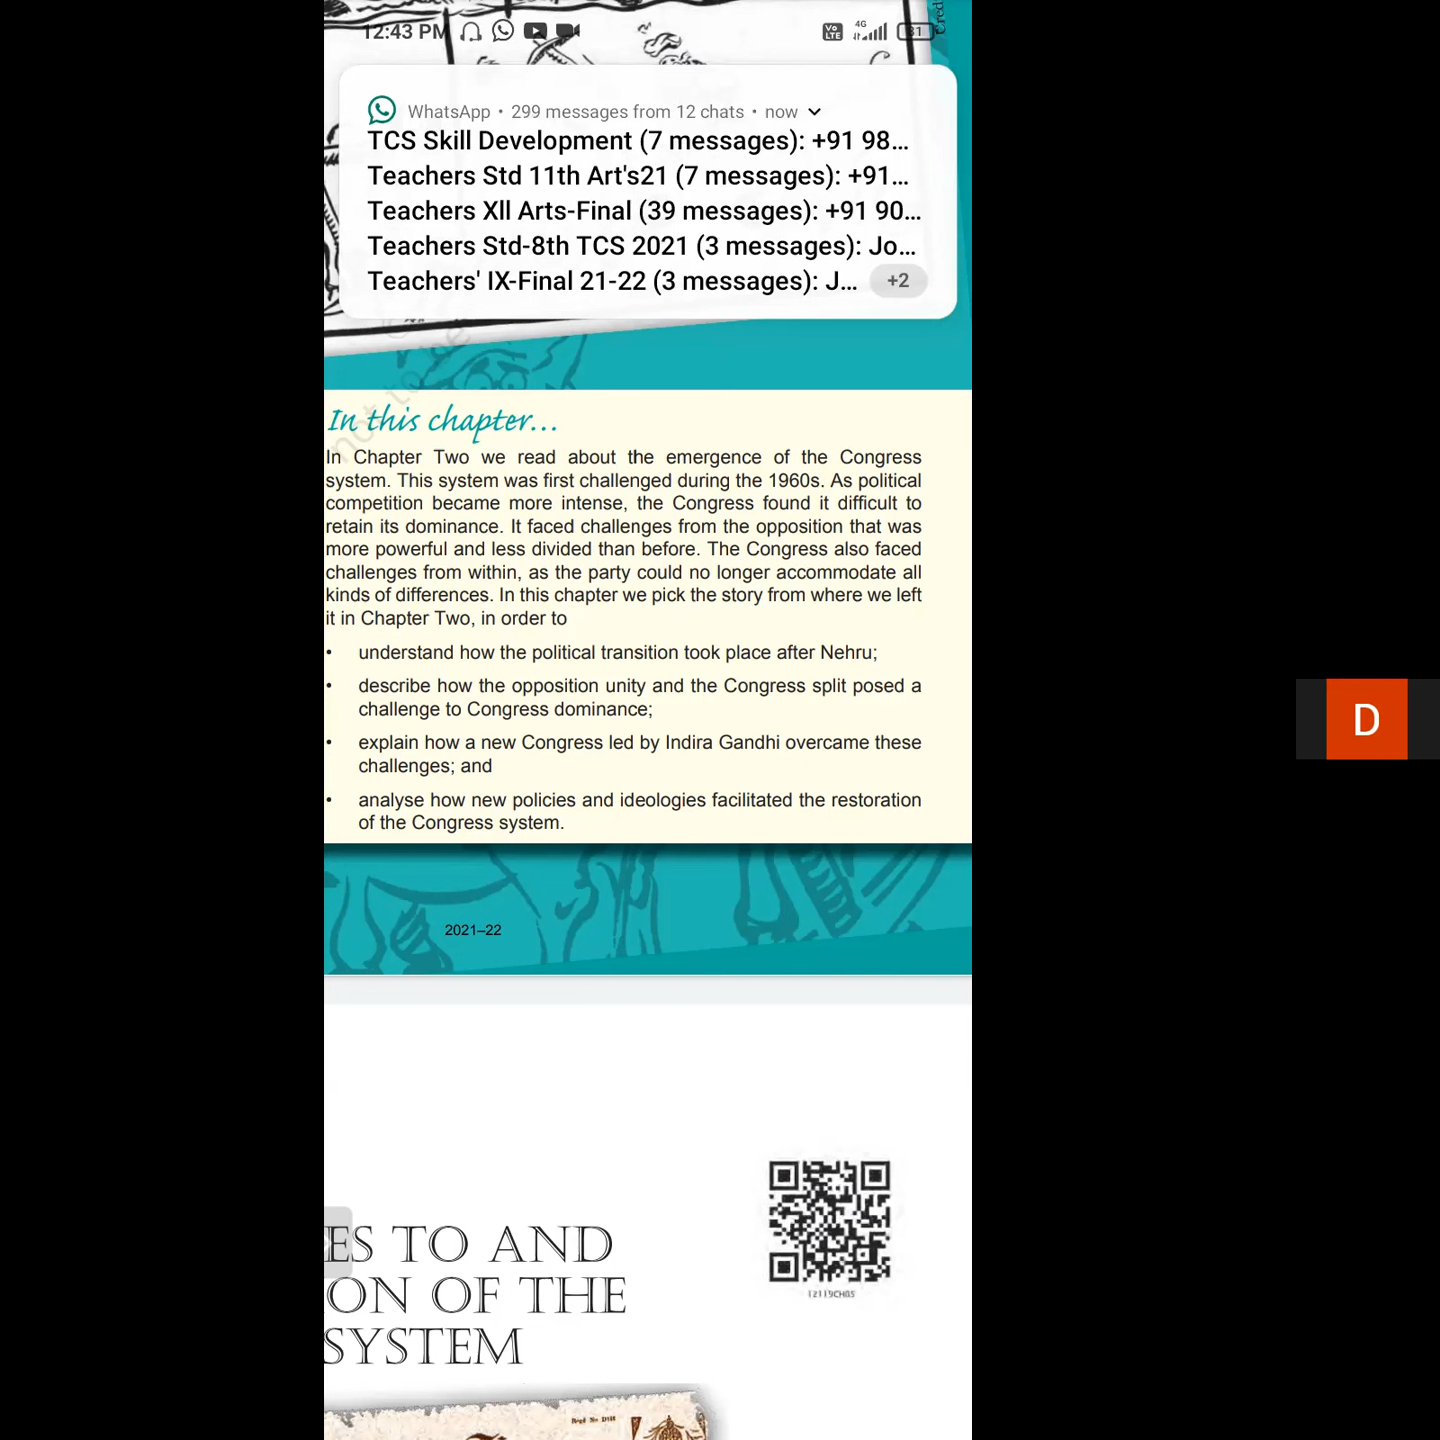 12:43 PM
Vo LTE 4G 31
WhatsApp • 299 messages from 12 chats • now
TCS Skill Development (7 messages): +91 98...
Teachers Std 11th Art's21 (7 messages): +91...
Teachers Xll Arts-Final (39 messages): +91 90...
Teachers Std-8th TCS 2021 (3 messages): Jo...
Teachers' IX-Final 21-22 (3 messages): J... +2
In this chapter...
In Chapter Two we read about the emergence of the Congress
system. This system was first challenged during the 1960s. As political
competition became more intense, the Congress found it difficult to
retain its dominance. It faced challenges from the opposition that was
more powerful and less divided than before. The Congress also faced
challenges from within, as the party could no longer accommodate all
kinds of differences. In this chapter we pick the story from where we left
it in Chapter Two, in order to
• understand how the political transition took place after Nehru;
• describe how the opposition unity and the Congress split posed a
challenge to Congress dominance;
• explain how a new Congress led by Indira Gandhi overcame these
challenges; and
• analyse how new policies and ideologies facilitated the restoration
of the Congress system.
D
2021–22
12119CH05
ES TO AND
ON OF THE
SYSTEM